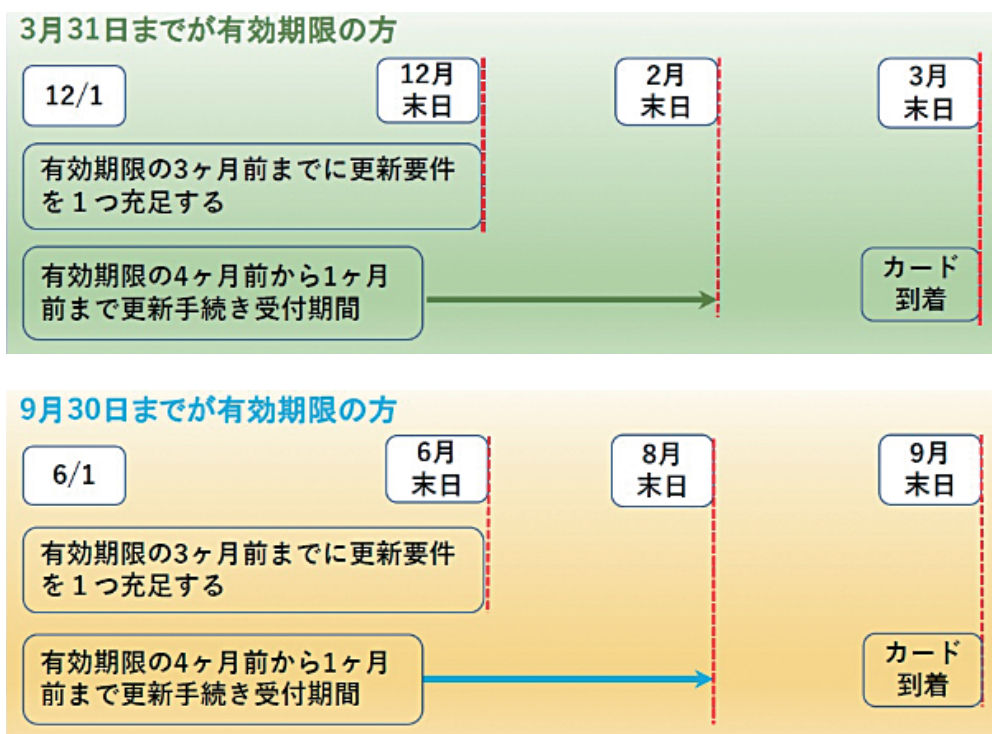 3月31日までが有効期限の方
12/1
12月
末日
2月
末日
3月
末日
有効期限の3ヶ月前までに更新要件
を１つ充足する
有効期限の4ヶ月前から1ヶ月
前まで更新手続き受付期間
カード
到着
9月30日までが有効期限の方
6/1
6月
末日
8月
末日
9月
末日
有効期限の3ヶ月前までに更新要件
を１つ充足する
有効期限の4ヶ月前から1ヶ月
前まで更新手続き受付期間
カード
到着